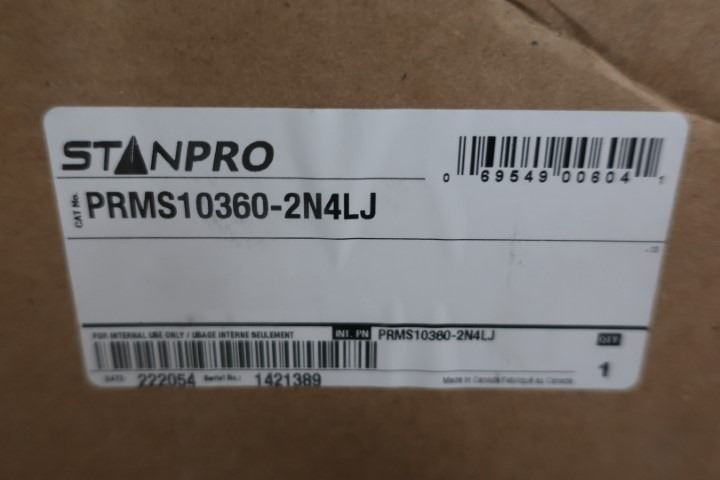 STANPRO
0 69549 00604 1
CAT No. PRMS10360-2N4LJ
FOR INTERNAL USE ONLY / USAGE INTERNE SEULEMENT
INT. PN PRMS10360-2N4LJ
QTY
1
DATE: 222054 Serial No.: 1421389
Made in Canada/Fabriqué au Canada